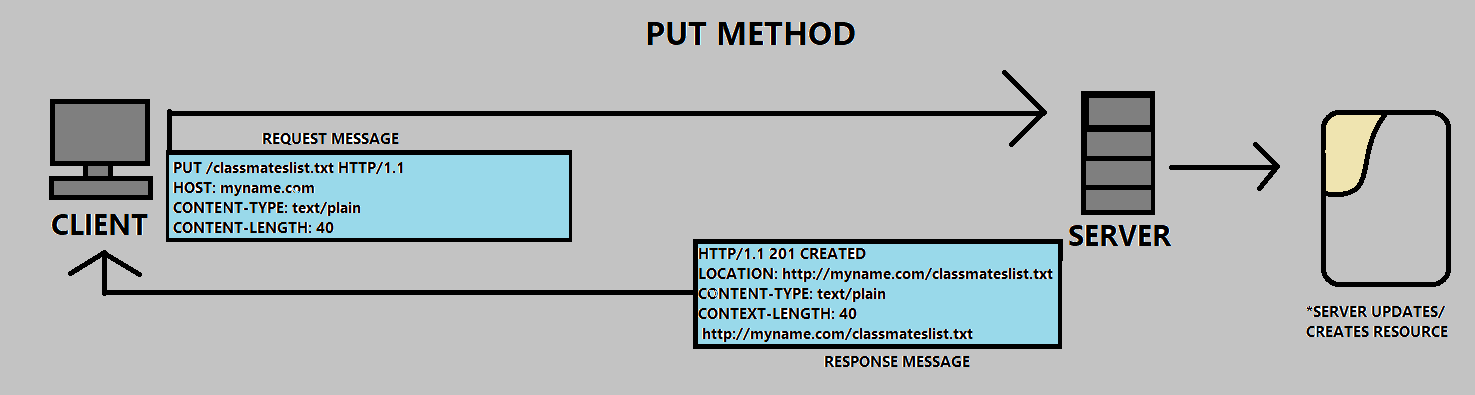 PUT METHOD
REQUEST MESSAGE
PUT /classmateslist.txt HTTP/1.1
HOST: myname.com
CONTENT-TYPE: text/plain
CONTENT-LENGTH: 40
CLIENT
SERVER
HTTP/1.1 201 CREATED
LOCATION: http://myname.com/classmateslist.txt
CONTENT-TYPE: text/plain
CONTEXT-LENGTH: 40
http://myname.com/classmateslist.txt
RESPONSE MESSAGE
*SERVER UPDATES/
CREATES RESOURCE